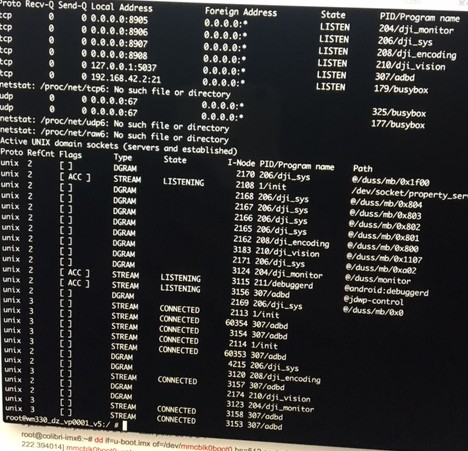 Proto Recv-Q Send-Q Local Address Foreign Address State PID/Program name
tcp 0 0 0.0.0.0:8905 0.0.0.0:* LISTEN 204/dji_monitor
tcp 0 0 0.0.0.0:8906 0.0.0.0:* LISTEN 206/dji_sys
tcp 0 0 0.0.0.0:8907 0.0.0.0:* LISTEN 208/dji_encoding
tcp 0 0 0.0.0.0:8908 0.0.0.0:* LISTEN 210/dji_vision
tcp 0 0 127.0.0.1:5037 0.0.0.0:* LISTEN 307/adbd
tcp 0 0 192.168.42.2:21 0.0.0.0:* LISTEN 179/busybox
netstat: /proc/net/tcp6: No such file or directory
udp 0 0 0.0.0.0:67 0.0.0.0:* 325/busybox
udp 0 0 0.0.0.0:67 0.0.0.0:* 177/busybox
netstat: /proc/net/udp6: No such file or directory
netstat: /proc/net/raw6: No such file or directory
Active UNIX domain sockets (servers and established)
Proto RefCnt Flags Type State I-Node PID/Program name Path
unix 2 [ ] DGRAM 2170 206/dji_sys @/duss/mb/0x1f00
unix 2 [ ACC ] STREAM LISTENING 2108 1/init /dev/socket/property_ser
unix 2 [ ] DGRAM 2168 206/dji_sys @/duss/mb/0x804
unix 2 [ ] DGRAM 2167 206/dji_sys @/duss/mb/0x803
unix 2 [ ] DGRAM 2166 206/dji_sys @/duss/mb/0x802
unix 2 [ ] DGRAM 2165 206/dji_sys @/duss/mb/0x801
unix 2 [ ] DGRAM 2162 208/dji_encoding @/duss/mb/0x800
unix 2 [ ] DGRAM 3183 210/dji_vision @/duss/mb/0x1107
unix 2 [ ] DGRAM 2171 206/dji_sys @/duss/mb/0xa02
unix 2 [ ACC ] STREAM LISTENING 3124 204/dji_monitor @/duss/monitor
unix 2 [ ACC ] STREAM LISTENING 3115 211/debuggerd @android:debuggerd
unix 2 [ ] DGRAM 3156 307/adbd @jdwp-control
unix 3 [ ] DGRAM 2169 206/dji_sys @/duss/mb/0x0
unix 3 [ ] STREAM CONNECTED 2113 1/init
unix 3 [ ] STREAM CONNECTED 60354 307/adbd
unix 3 [ ] STREAM CONNECTED 3154 307/adbd
unix 3 [ ] STREAM CONNECTED 2114 1/init
unix 3 [ ] STREAM CONNECTED 60353 307/adbd
unix 2 [ ] DGRAM 4215 206/dji_sys
unix 2 [ ] DGRAM 3120 208/dji_encoding
unix 3 [ ] STREAM CONNECTED 3157 307/adbd
unix 2 [ ] DGRAM 2174 210/dji_vision
unix 2 [ ] DGRAM 3123 204/dji_monitor
unix 3 [ ] STREAM CONNECTED 3158 307/adbd
unix 3 [ ] STREAM CONNECTED 3153 307/adbd
root@wm330_dz_vp0001_v5:/ #
root@colibri-imx6:~# dd if=u-boot.imx of=/dev/mmcblk0boot0
222.394014]